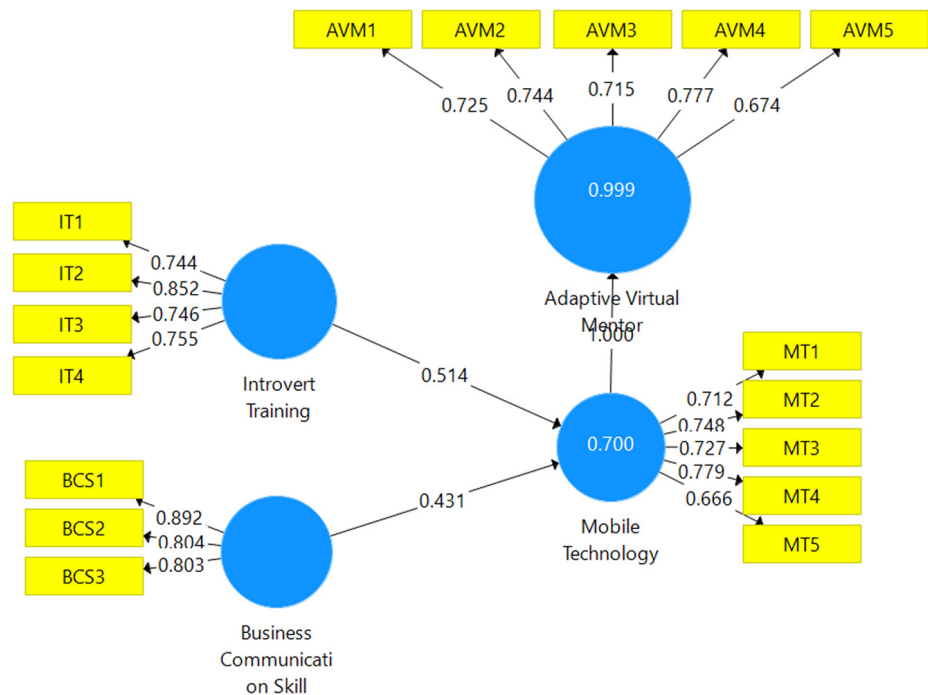 AVM1 AVM2 AVM3 AVM4 AVM5
0.725 0.744 0.715 0.777 0.674
0.999
Adaptive Virtual
Mentor
1.000
IT1
IT2
IT3
IT4
0.744
0.852
0.746
0.755
Introvert
Training
0.514
BCS1
BCS2
BCS3
0.892
0.804
0.803
Business
Communicati
on Skill
0.431
0.700
Mobile
Technology
0.712
0.748
0.727
0.779
0.666
MT1
MT2
MT3
MT4
MT5